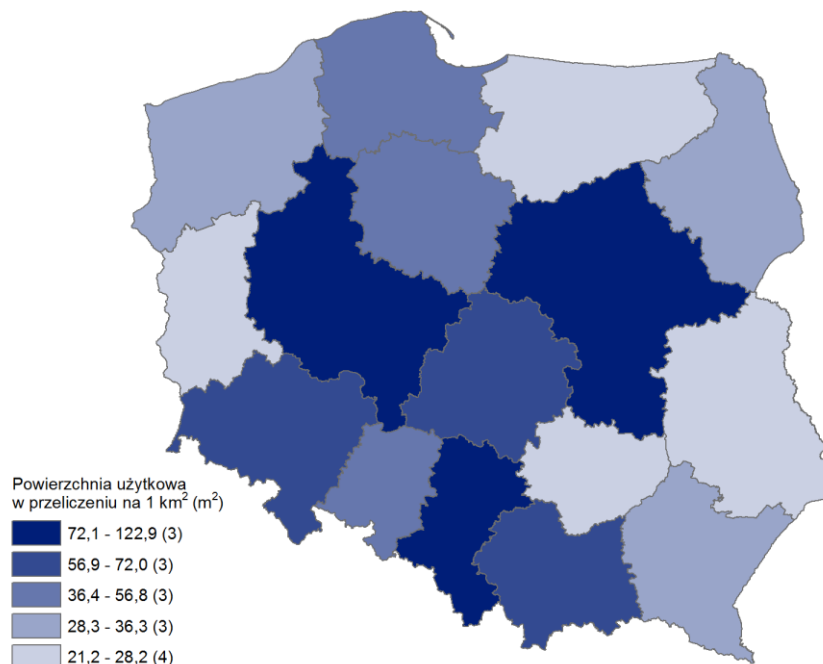 Powierzchnia użytkowa
w przeliczeniu na 1 km² (m²)
72,1 - 122,9 (3)
56,9 - 72,0 (3)
36,4 - 56,8 (3)
28,3 - 36,3 (3)
21,2 - 28,2 (4)